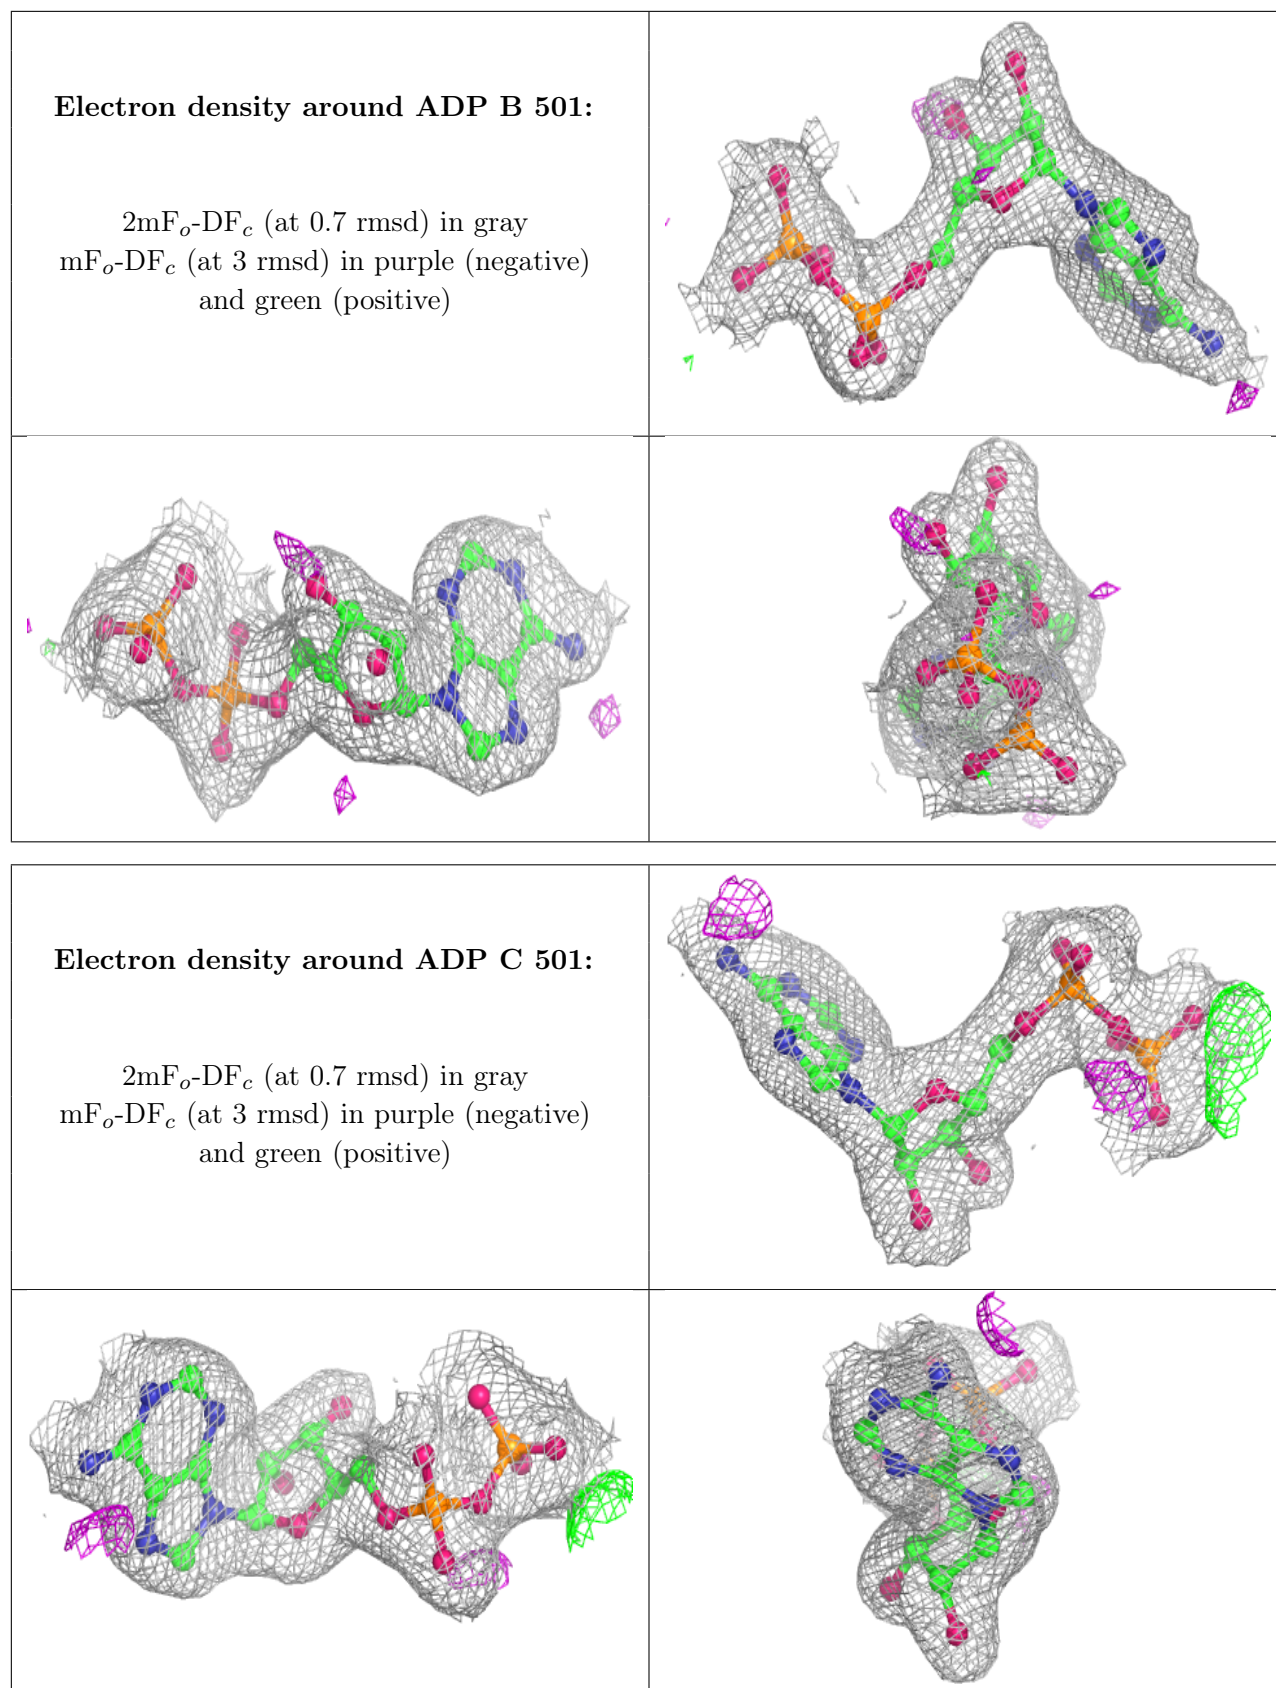 Electron density around ADP B 501:
2mFo-DFc (at 0.7 rmsd) in gray
mFo-DFc (at 3 rmsd) in purple (negative)
and green (positive)
Electron density around ADP C 501:
2mFo-DFc (at 0.7 rmsd) in gray
mFo-DFc (at 3 rmsd) in purple (negative)
and green (positive)